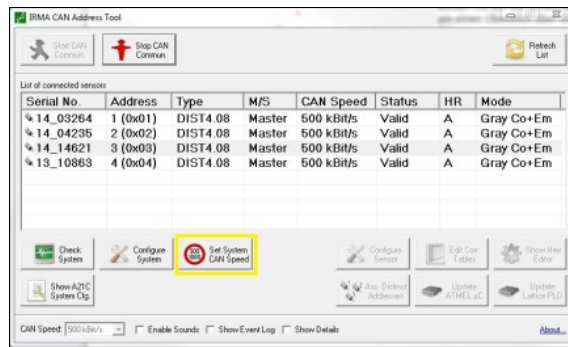 IRMA CAN Address Tool
Start CAN Commun.
Stop CAN Commun.
Refresh List
List of connected sensors
Serial No. Address Type M/S CAN Speed Status HR Mode
14_03264 1 (0x01) DIST4.08 Master 500 kBit/s Valid A Gray Co+Em
14_04235 2 (0x02) DIST4.08 Master 500 kBit/s Valid A Gray Co+Em
14_14621 3 (0x03) DIST4.08 Master 500 kBit/s Valid A Gray Co+Em
13_10863 4 (0x04) DIST4.08 Master 500 kBit/s Valid A Gray Co+Em
Check System
Configure System
Set System CAN Speed
Configure Sensor
Edit Cor Tables
Show Hex Editor
Show A21C System Cfg.
Ass. Distinct Addresses
Update ATMEL µC
Update Lattice PLD
CAN Speed: 500 kBit/s Enable Sounds Show Event Log Show Details About...